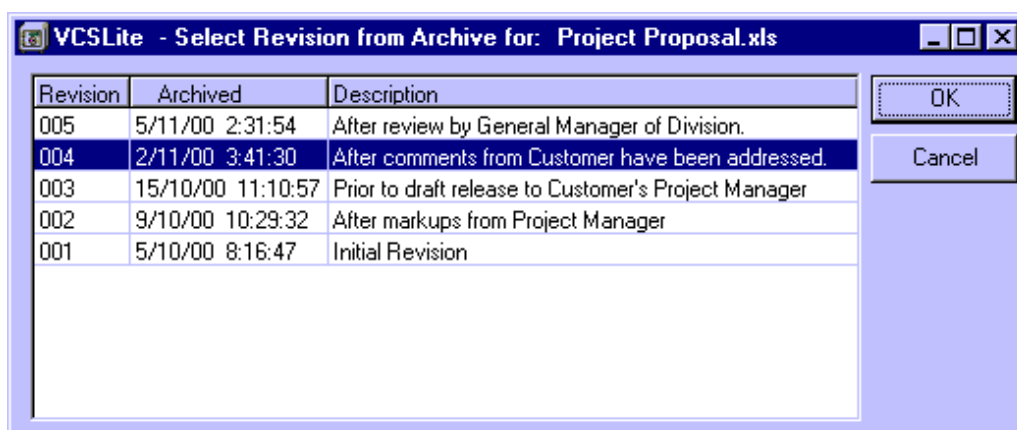 VCSLite - Select Revision from Archive for: Project Proposal.xls
Revision Archived Description
OK
005 5/11/00 2:31:54 After review by General Manager of Division.
004 2/11/00 3:41:30 After comments from Customer have been addressed.
Cancel
003 15/10/00 11:10:57 Prior to draft release to Customer's Project Manager
002 9/10/00 10:29:32 After markups from Project Manager
001 5/10/00 8:16:47 Initial Revision